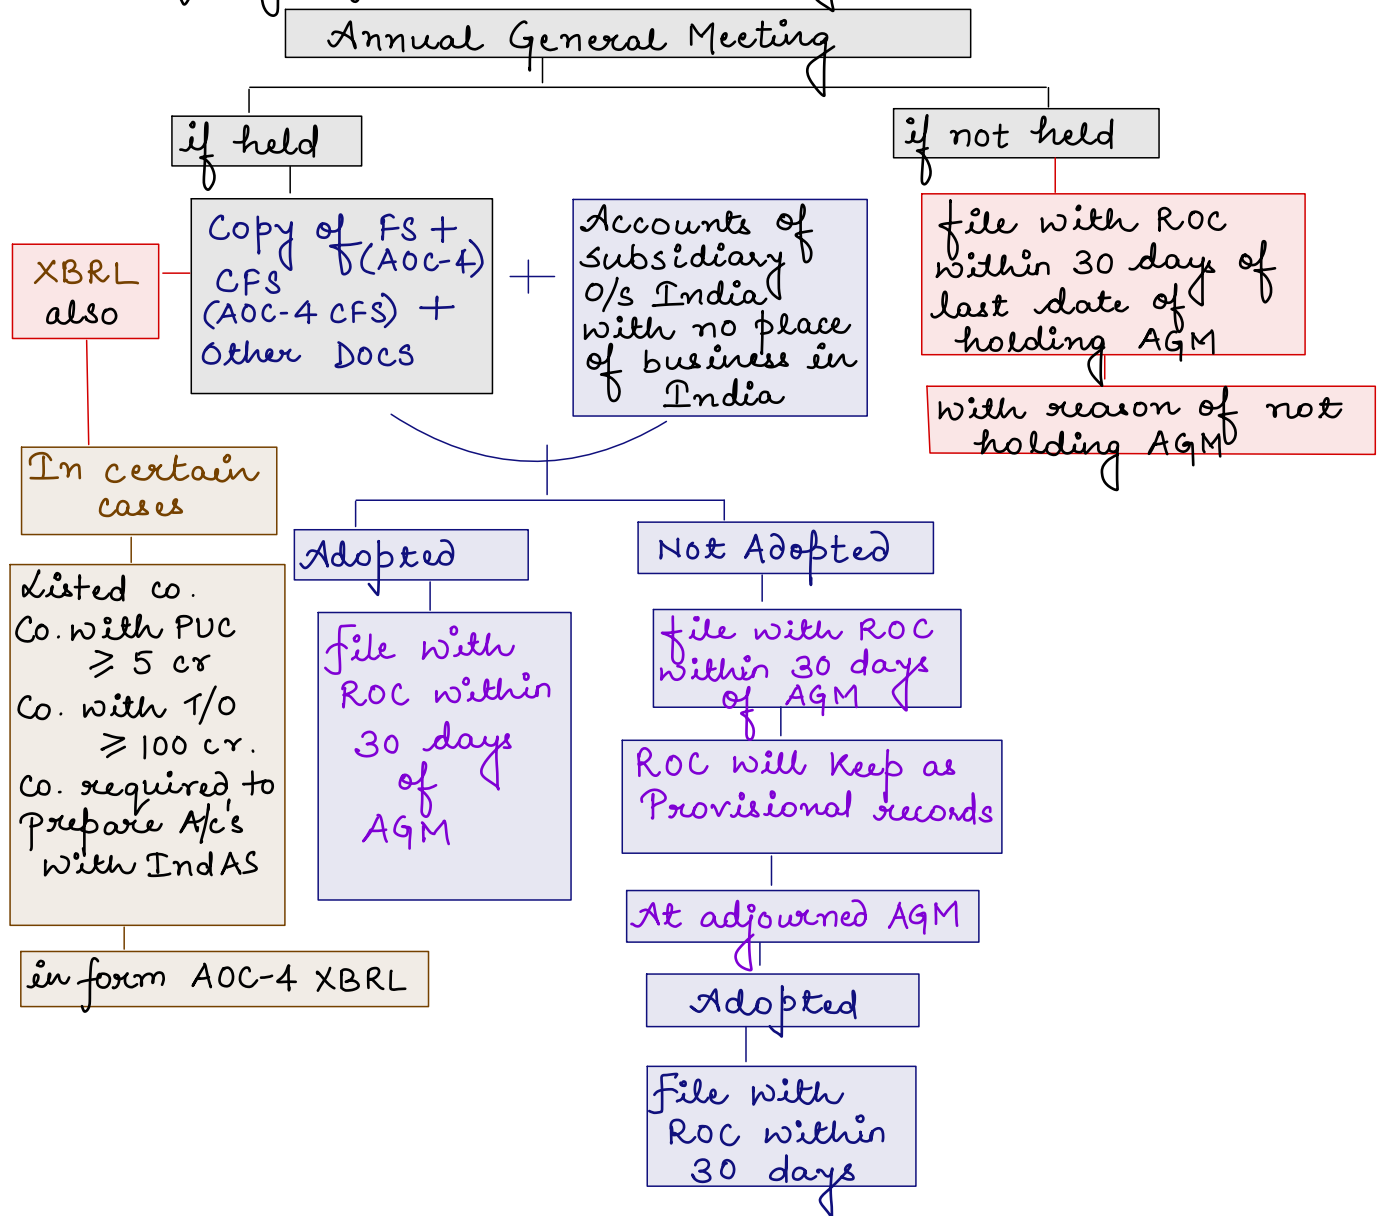 Annual General Meeting
if held
if not held
Copy of FS +
(AOC-4)
CFS
(AOC-4 CFS) +
Other DOCS
+
Accounts of
subsidiary
O/S India
with no place
of business in
India
file with ROC
within 30 days of
last date of
holding AGM
with reason of not
holding AGM
XBRL
also
In certain
cases
Listed co.
Co. with PUC
≥ 5 cr
Co. with T/O
≥ 100 cr.
Co. required to
Prepare A/c's
with IndAS
in form AOC-4 XBRL
Adopted
File with
ROC within
30 days
of
AGM
Not Adopted
file with ROC
within 30 days
of AGM
ROC will Keep as
Provisional records
At adjourned AGM
Adopted
File with
ROC within
30 days